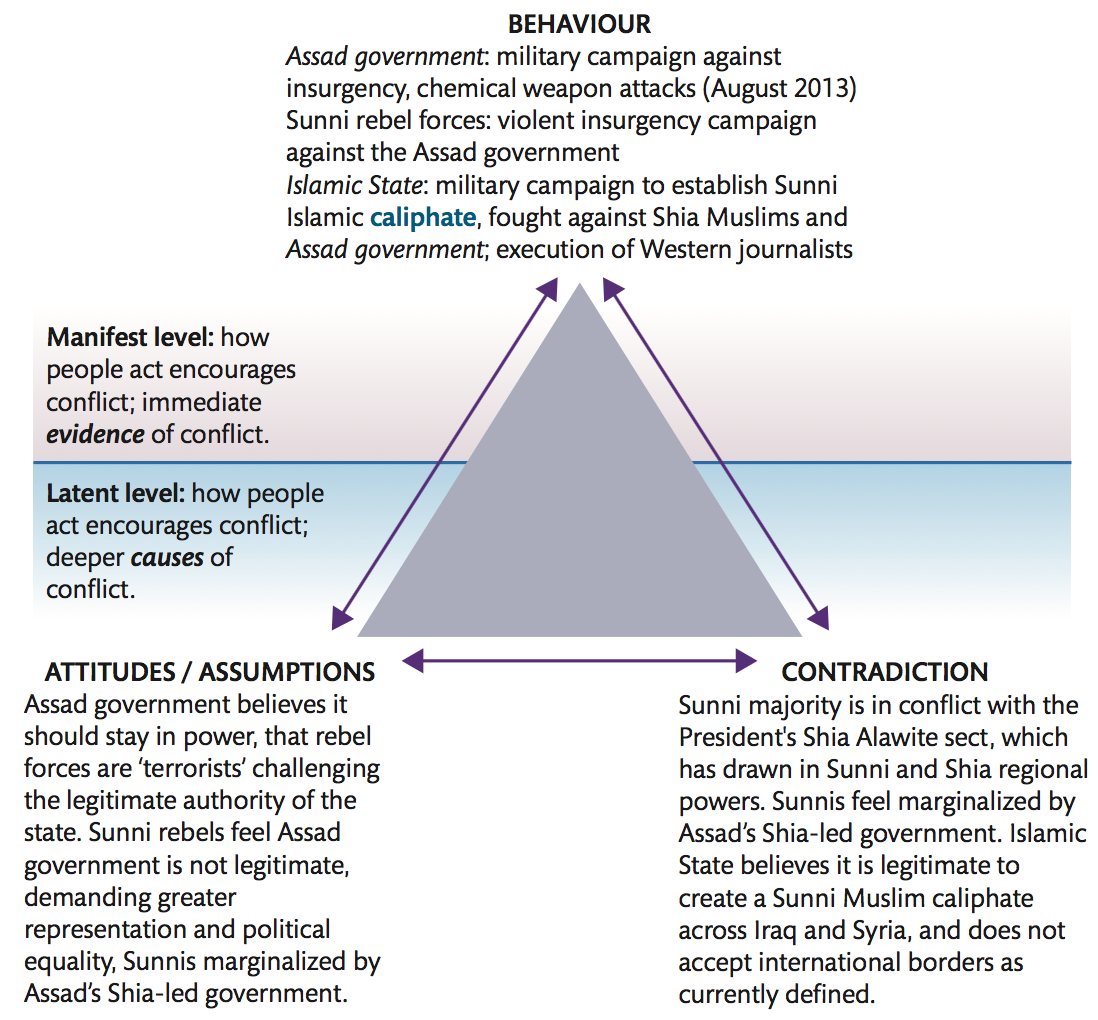 BEHAVIOUR
Assad government: military campaign against
insurgency, chemical weapon attacks (August 2013)
Sunni rebel forces: violent insurgency campaign
against the Assad government
Islamic State: military campaign to establish Sunni
Islamic caliphate, fought against Shia Muslims and
Assad government; execution of Western journalists
Manifest level: how
people act encourages
conflict; immediate
evidence of conflict.
Latent level: how people
act encourages conflict;
deeper causes of
conflict.
ATTITUDES / ASSUMPTIONS
Assad government believes it
should stay in power, that rebel
forces are ‘terrorists’ challenging
the legitimate authority of the
state. Sunni rebels feel Assad
government is not legitimate,
demanding greater
representation and political
equality, Sunnis marginalized by
Assad’s Shia-led government.
CONTRADICTION
Sunni majority is in conflict with the
President's Shia Alawite sect, which
has drawn in Sunni and Shia regional
powers. Sunnis feel marginalized by
Assad’s Shia-led government. Islamic
State believes it is legitimate to
create a Sunni Muslim caliphate
across Iraq and Syria, and does not
accept international borders as
currently defined.